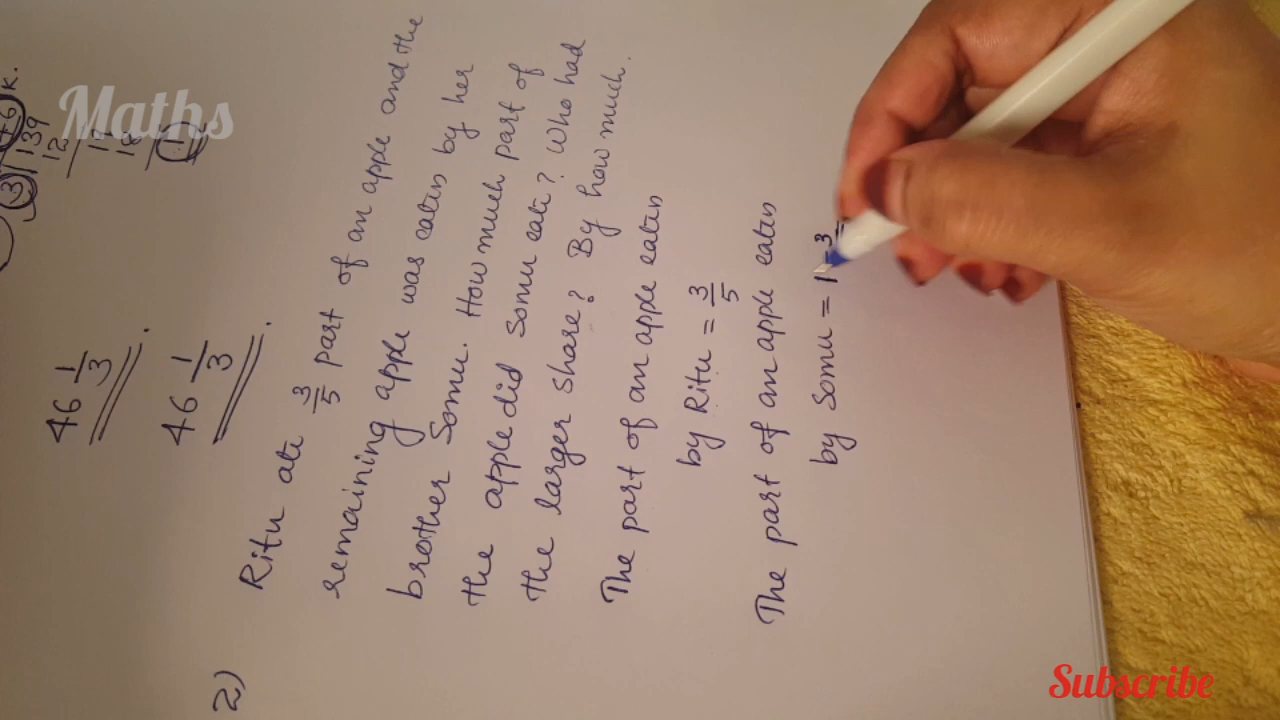 Maths
46 1/3
46 1/3
2) Ritu ate 3/5 part of an apple and the
remaining apple was eaten by her
brother Somu. How much part of
the apple did Somu eat? Who had
the larger share? By how much.
The part of an apple eaten
by Ritu = 3/5
The part of an apple eaten
by Somu = 1
Subscribe